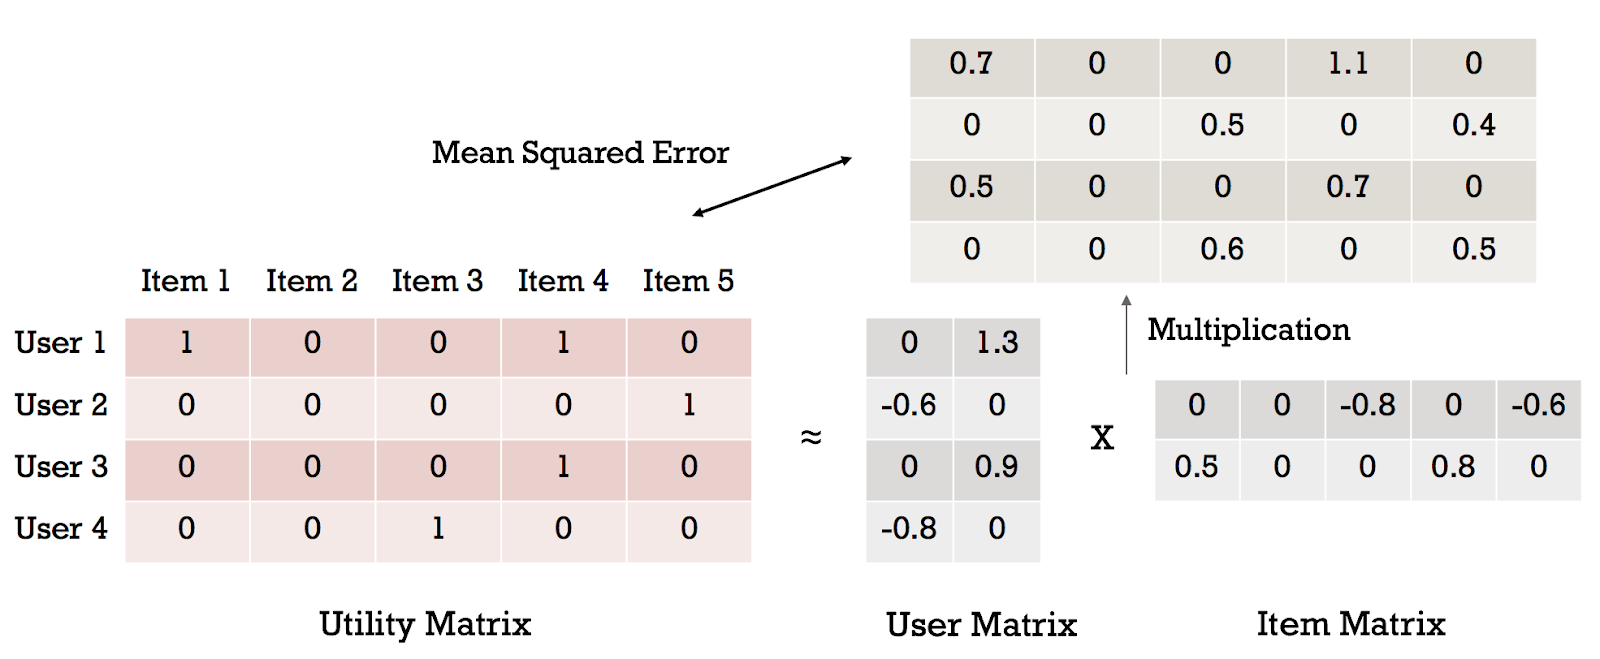 0.7 0 0 1.1 0
0 0 0.5 0 0.4
Mean Squared Error
0.5 0 0 0.7 0
0 0 0.6 0 0.5
Item 1 Item 2 Item 3 Item 4 Item 5
Multiplication
User 1 1 0 0 1 0
User 2 0 0 0 0 1
User 3 0 0 0 1 0
User 4 0 0 1 0 0
≈
0 1.3
-0.6 0
0 0.9
-0.8 0
X
0 0 -0.8 0 -0.6
0.5 0 0 0.8 0
Utility Matrix
User Matrix
Item Matrix